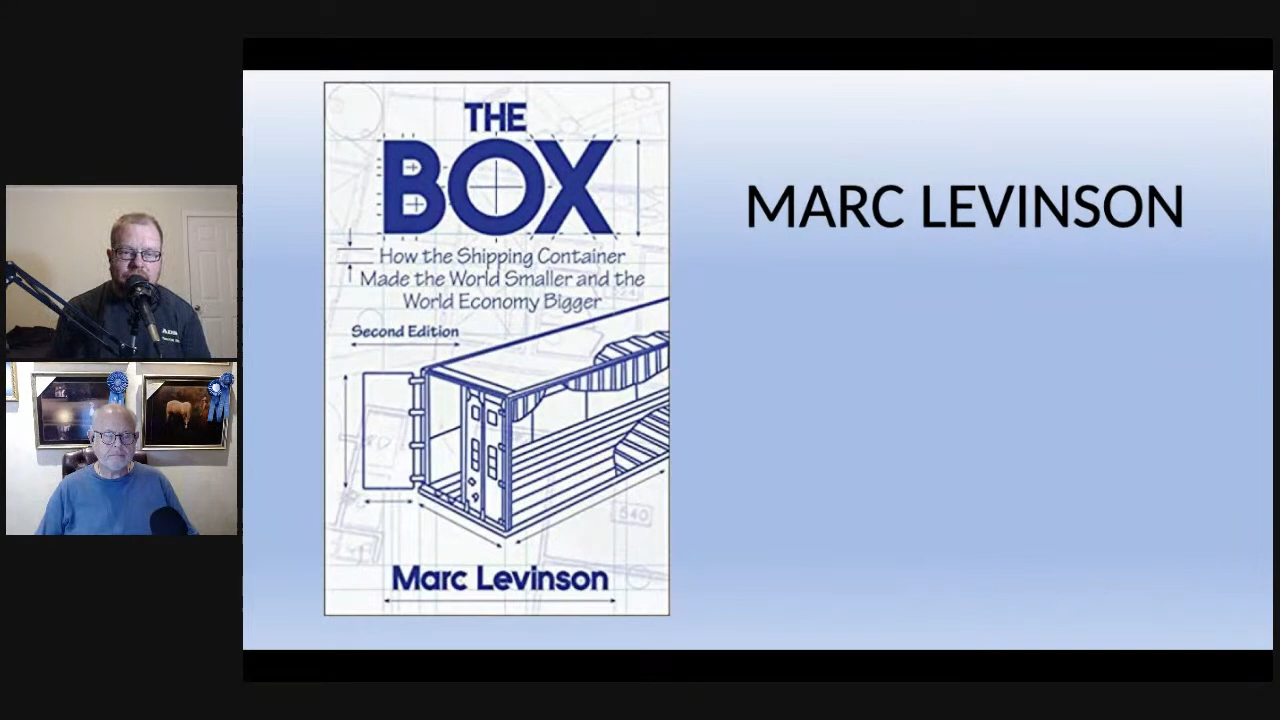 THE
BOX
How the Shipping Container
Made the World Smaller and the
World Economy Bigger
Second Edition
Marc Levinson
MARC LEVINSON